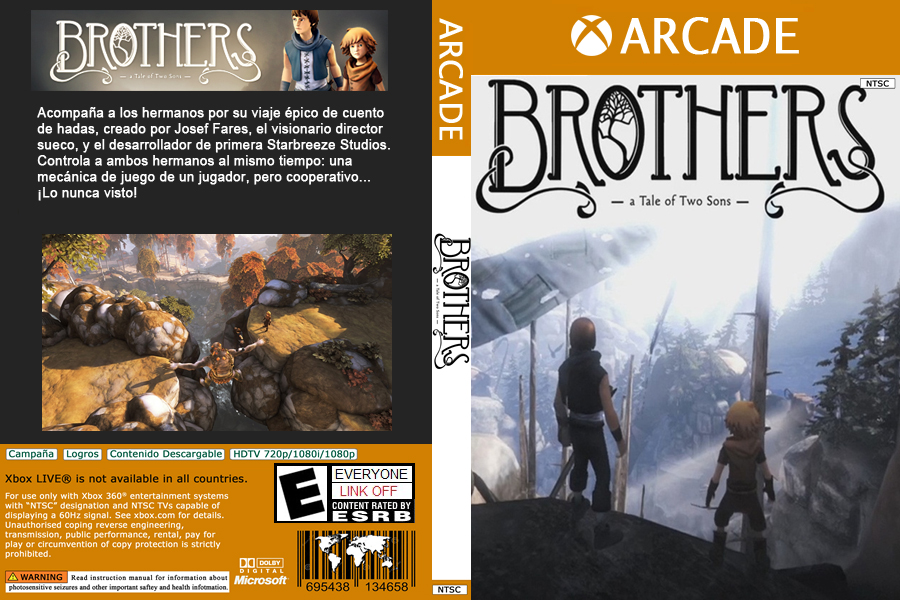 BROTHERS
— a Tale of Two Sons —
Acompaña a los hermanos por su viaje épico de cuento
de hadas, creado por Josef Fares, el visionario director
sueco, y el desarrollador de primera Starbreeze Studios.
Controla a ambos hermanos al mismo tiempo: una
mecánica de juego de un jugador, pero cooperativo...
¡Lo nunca visto!
Campaña Logros Contenido Descargable HDTV 720p/1080i/1080p
Xbox LIVE® is not available in all countries.
For use only with Xbox 360® entertainment systems
with “NTSC” designation and NTSC TVs capable of
displaying a 60Hz signal. See xbox.com for details.
Unauthorised coping reverse engineering,
transmission, public performance, rental, pay for
play or circumvention of copy protection is strictly
prohibited.
WARNING Read instruction manual for information about
photosensitive seizures and other important saftey and health infotmation.
DOLBY
DIGITAL
Microsoft®
E
EVERYONE
LINK OFF
CONTENT RATED BY
ESRB
695438 134658
ARCADE
BROTHERS
— a Tale of Two Sons —
NTSC
ARCADE
NTSC
BROTHERS
— a Tale of Two Sons —